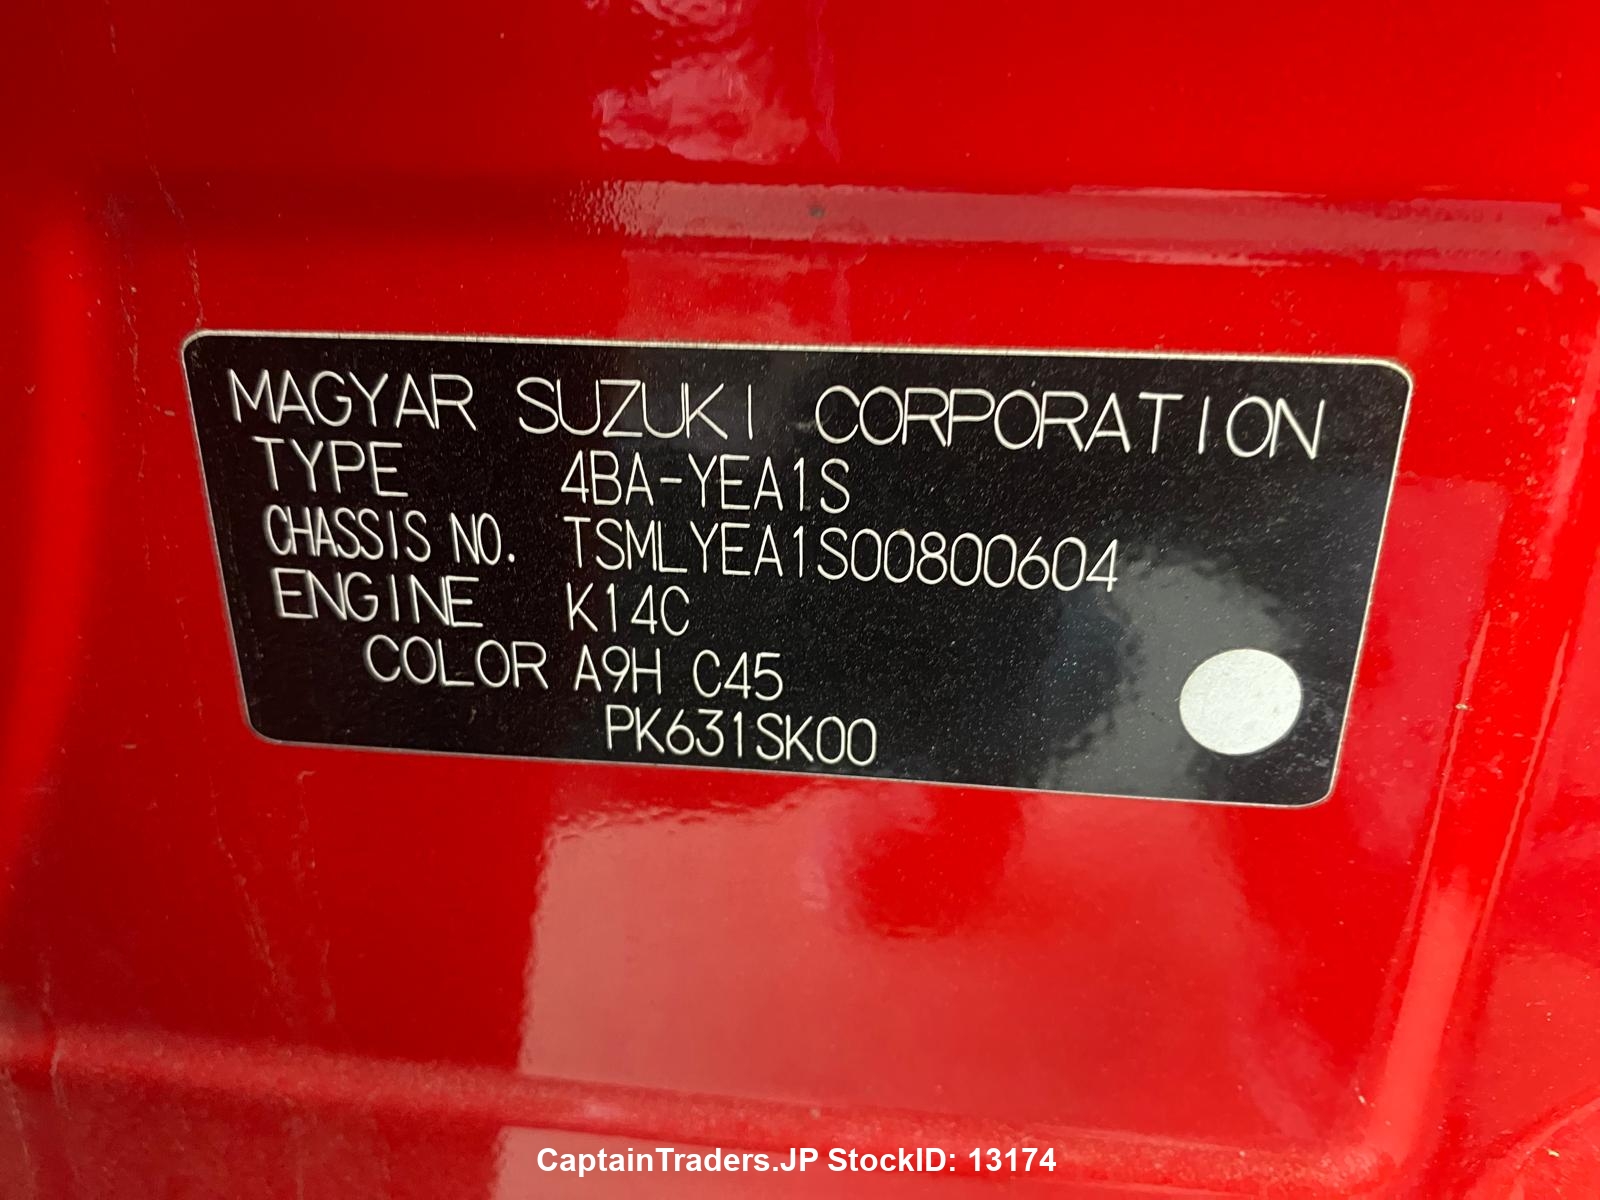 MAGYAR SUZUKI CORPORATION
TYPE 4BA-YEA1S
CHASSIS NO. TSMLYEA1S00800604
ENGINE K14C
COLOR A9H C45
PK631SK00
CaptainTraders.JP StockID: 13174